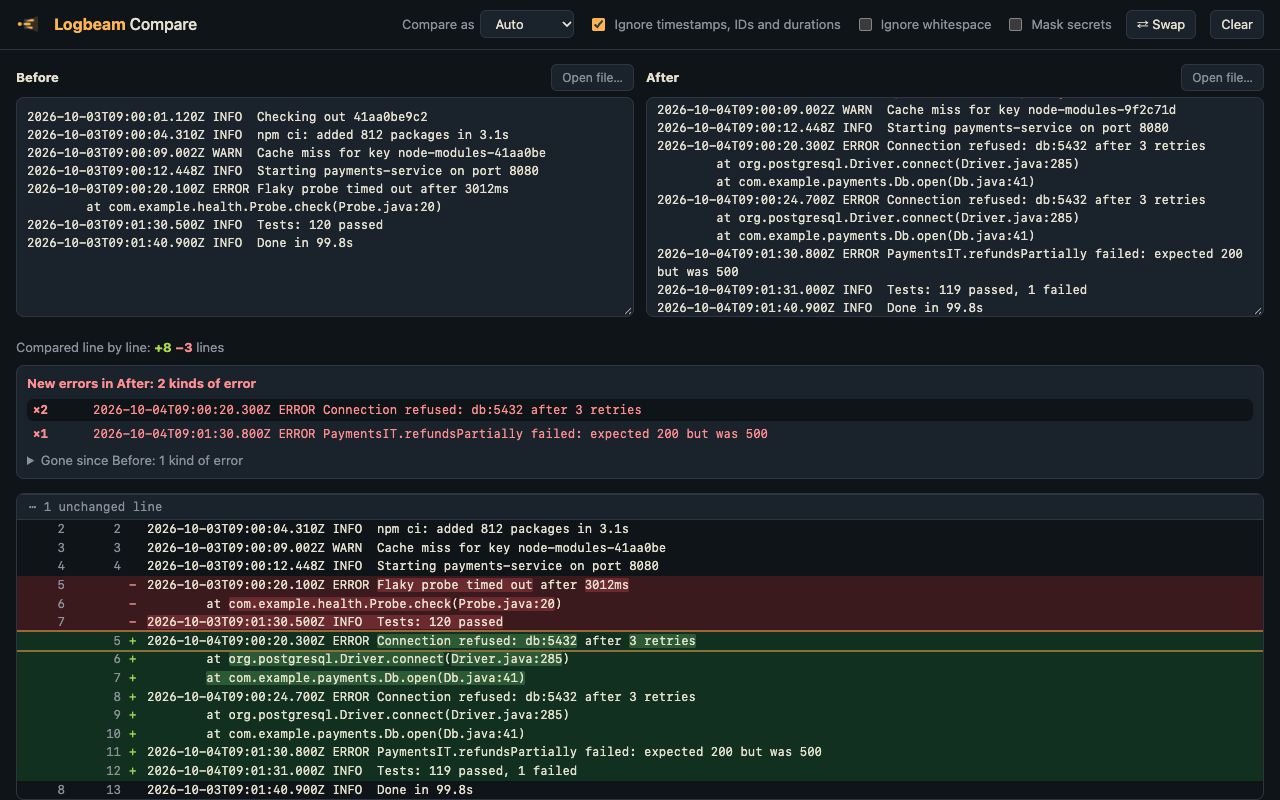 Logbeam Compare
Compare as Auto Ignore timestamps, IDs and durations Ignore whitespace Mask secrets ⇄ Swap Clear
Before Open file…
2026-10-03T09:00:01.120Z INFO  Checking out 41aa0be9c2
2026-10-03T09:00:04.310Z INFO  npm ci: added 812 packages in 3.1s
2026-10-03T09:00:09.002Z WARN  Cache miss for key node-modules-41aa0be
2026-10-03T09:00:12.448Z INFO  Starting payments-service on port 8080
2026-10-03T09:00:20.100Z ERROR Flaky probe timed out after 3012ms
at com.example.health.Probe.check(Probe.java:20)
2026-10-03T09:01:30.500Z INFO  Tests: 120 passed
2026-10-03T09:01:40.900Z INFO  Done in 99.8s
After Open file…
2026-10-04T09:00:09.002Z WARN  Cache miss for key node-modules-9f2c71d
2026-10-04T09:00:12.448Z INFO  Starting payments-service on port 8080
2026-10-04T09:00:20.300Z ERROR Connection refused: db:5432 after 3 retries
at org.postgresql.Driver.connect(Driver.java:285)
at com.example.payments.Db.open(Db.java:41)
2026-10-04T09:00:24.700Z ERROR Connection refused: db:5432 after 3 retries
at org.postgresql.Driver.connect(Driver.java:285)
at com.example.payments.Db.open(Db.java:41)
2026-10-04T09:01:30.800Z ERROR PaymentsIT.refundsPartially failed: expected 200
but was 500
2026-10-04T09:01:31.000Z INFO  Tests: 119 passed, 1 failed
2026-10-04T09:01:40.900Z INFO  Done in 99.8s
Compared line by line: +8 −3 lines
New errors in After: 2 kinds of error
×2 2026-10-04T09:00:20.300Z ERROR Connection refused: db:5432 after 3 retries
×1 2026-10-04T09:01:30.800Z ERROR PaymentsIT.refundsPartially failed: expected 200 but was 500
▶ Gone since Before: 1 kind of error
⋯ 1 unchanged line
2 2 2026-10-03T09:00:04.310Z INFO  npm ci: added 812 packages in 3.1s
3 3 2026-10-03T09:00:09.002Z WARN  Cache miss for key node-modules-41aa0be
4 4 2026-10-03T09:00:12.448Z INFO  Starting payments-service on port 8080
5 − 2026-10-03T09:00:20.100Z ERROR Flaky probe timed out after 3012ms
6 − at com.example.health.Probe.check(Probe.java:20)
7 − 2026-10-03T09:01:30.500Z INFO  Tests: 120 passed
5 + 2026-10-04T09:00:20.300Z ERROR Connection refused: db:5432 after 3 retries
6 + at org.postgresql.Driver.connect(Driver.java:285)
7 + at com.example.payments.Db.open(Db.java:41)
8 + 2026-10-04T09:00:24.700Z ERROR Connection refused: db:5432 after 3 retries
9 + at org.postgresql.Driver.connect(Driver.java:285)
10 + at com.example.payments.Db.open(Db.java:41)
11 + 2026-10-04T09:01:30.800Z ERROR PaymentsIT.refundsPartially failed: expected 200 but was 500
12 + 2026-10-04T09:01:31.000Z INFO  Tests: 119 passed, 1 failed
8 13 2026-10-03T09:01:40.900Z INFO  Done in 99.8s